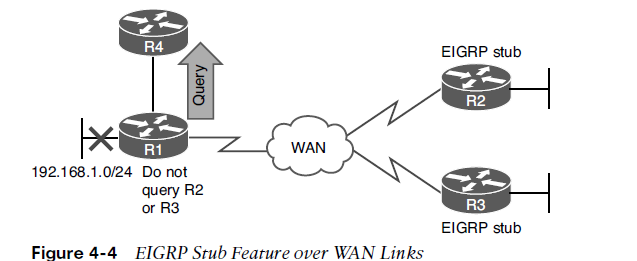 R4
Query
EIGRP stub
R2
R1
WAN
192.168.1.0/24 Do not
query R2
or R3
R3
EIGRP stub
Figure 4-4 EIGRP Stub Feature over WAN Links